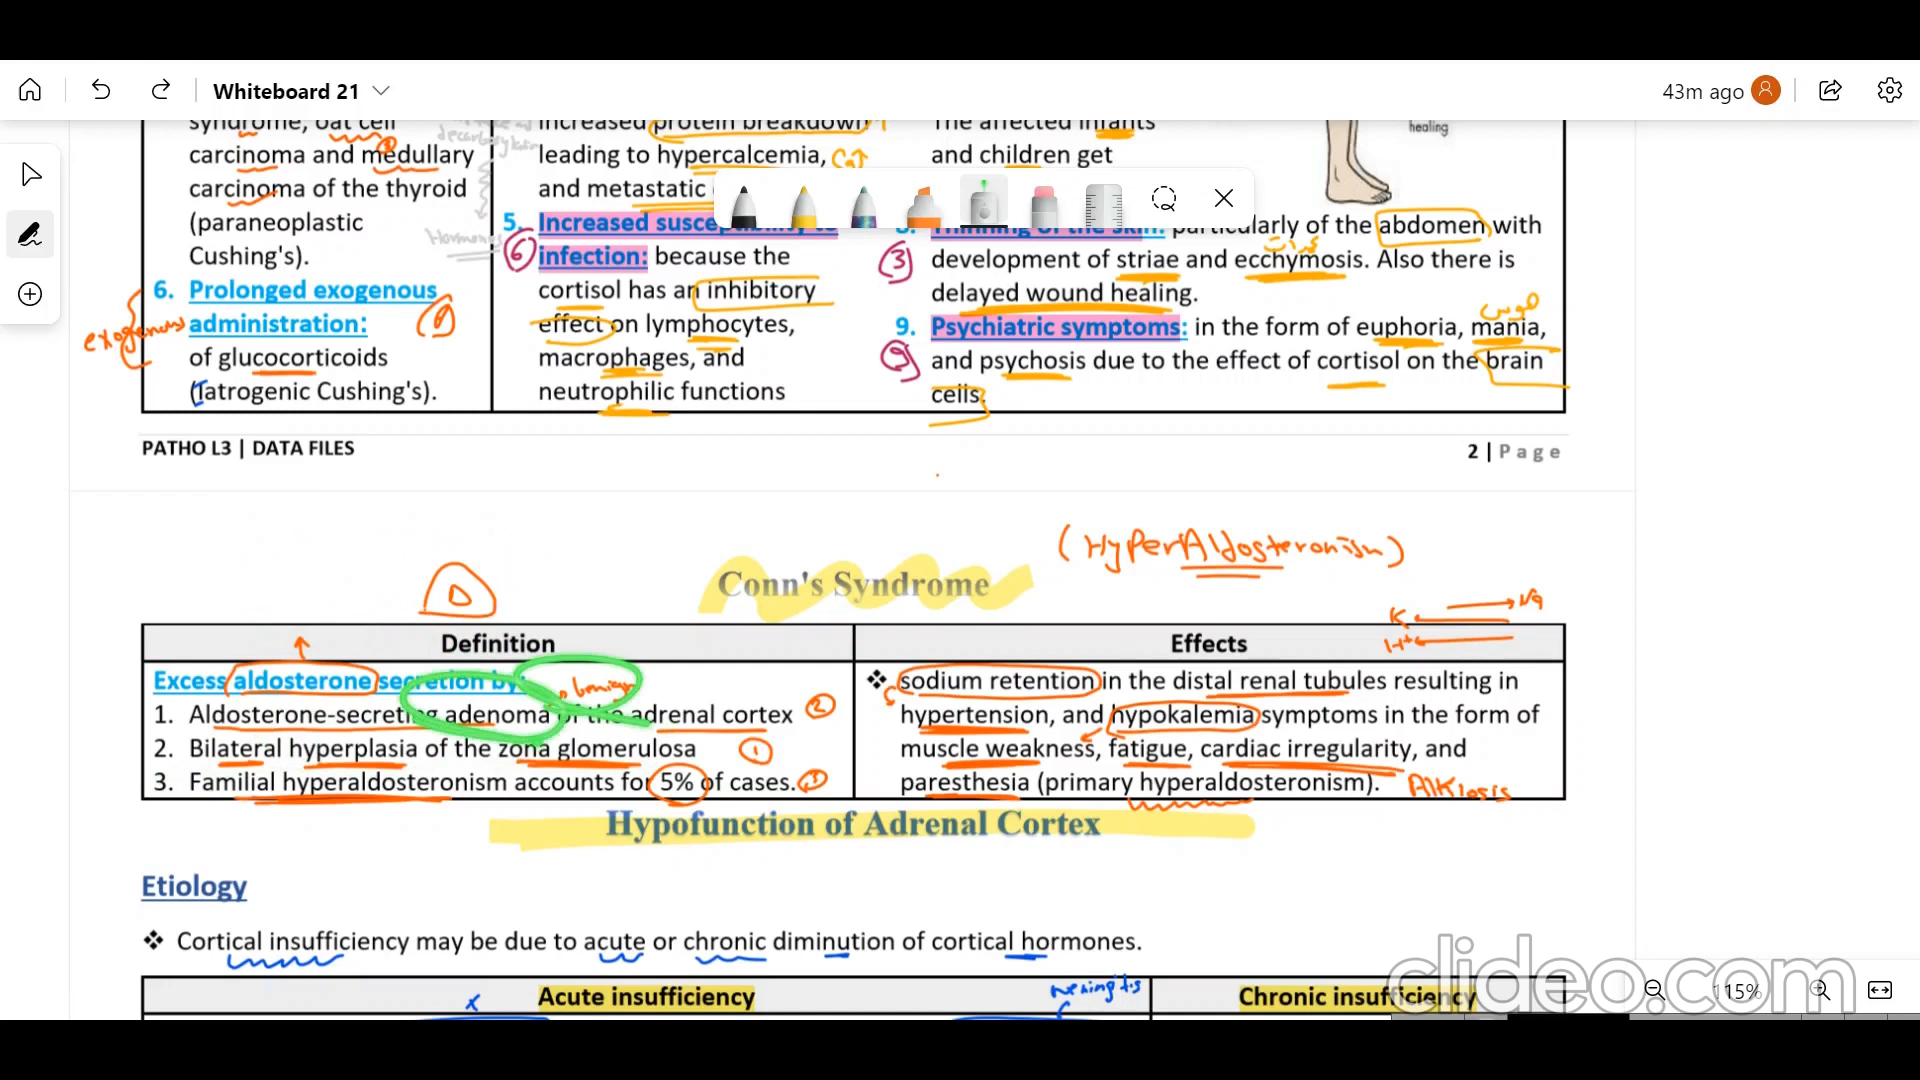 Whiteboard 21
43m ago
syndrome, oat cell
carcinoma and medullary
carcinoma of the thyroid
(paraneoplastic
Cushing's).
6. Prolonged exogenous
administration:
of glucocorticoids
(Iatrogenic Cushing's).
exogenous
Hormones
increased protein breakdown
leading to hypercalcemia, Ca↑
and metastatic
5. Increased
infection: because the
cortisol has an inhibitory
effect on lymphocytes,
macrophages, and
neutrophilic functions
6
The affected infants
and children get
healing
particularly of the abdomen with
development of striae and ecchymosis. Also there is
delayed wound healing.
9. Psychiatric symptoms: in the form of euphoria, mania,
and psychosis due to the effect of cortisol on the brain
cells.
3
PATHO L3 | DATA FILES
2 | Page
(HyperAldosteronism)
Conn's Syndrome
Na
K
H+
Definition
Effects
Excess aldosterone secretion by:
benign
1. Aldosterone-secreting adenoma of the adrenal cortex 2
2. Bilateral hyperplasia of the zona glomerulosa 1
3. Familial hyperaldosteronism accounts for 5% of cases. 3
❖ sodium retention in the distal renal tubules resulting in
hypertension, and hypokalemia symptoms in the form of
muscle weakness, fatigue, cardiac irregularity, and
paresthesia (primary hyperaldosteronism). Alklosis
Hypofunction of Adrenal Cortex
Etiology
❖ Cortical insufficiency may be due to acute or chronic diminution of cortical hormones.
x
Acute insufficiency
Chronic insufficiency
clideo.com
115%